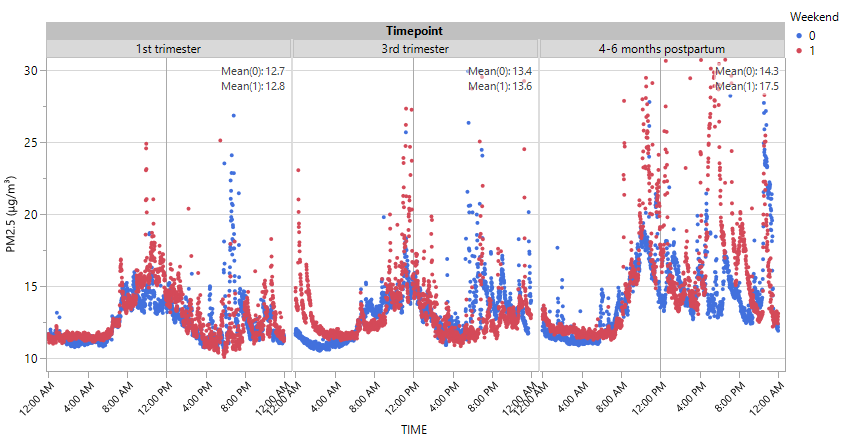 Timepoint
1st trimester 3rd trimester 4-6 months postpartum
Weekend
0
1
Mean(0): 12.7
Mean(1): 12.8
Mean(0): 13.4
Mean(1): 13.6
Mean(0): 14.3
Mean(1): 17.5
PM2.5 (µg/m³)
30
25
20
15
10
12:00 AM 4:00 AM 8:00 AM 12:00 PM 4:00 PM 8:00 PM 12:00 AM
12:00 AM 4:00 AM 8:00 AM 12:00 PM 4:00 PM 8:00 PM 12:00 AM
12:00 AM 4:00 AM 8:00 AM 12:00 PM 4:00 PM 8:00 PM 12:00 AM
TIME